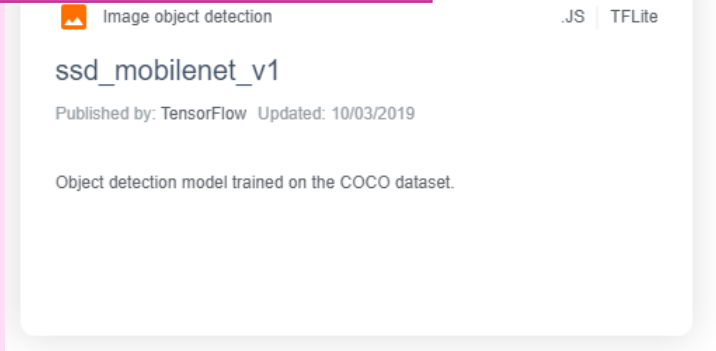 Image object detection .JS TFLite
ssd_mobilenet_v1
Published by: TensorFlow Updated: 10/03/2019
Object detection model trained on the COCO dataset.